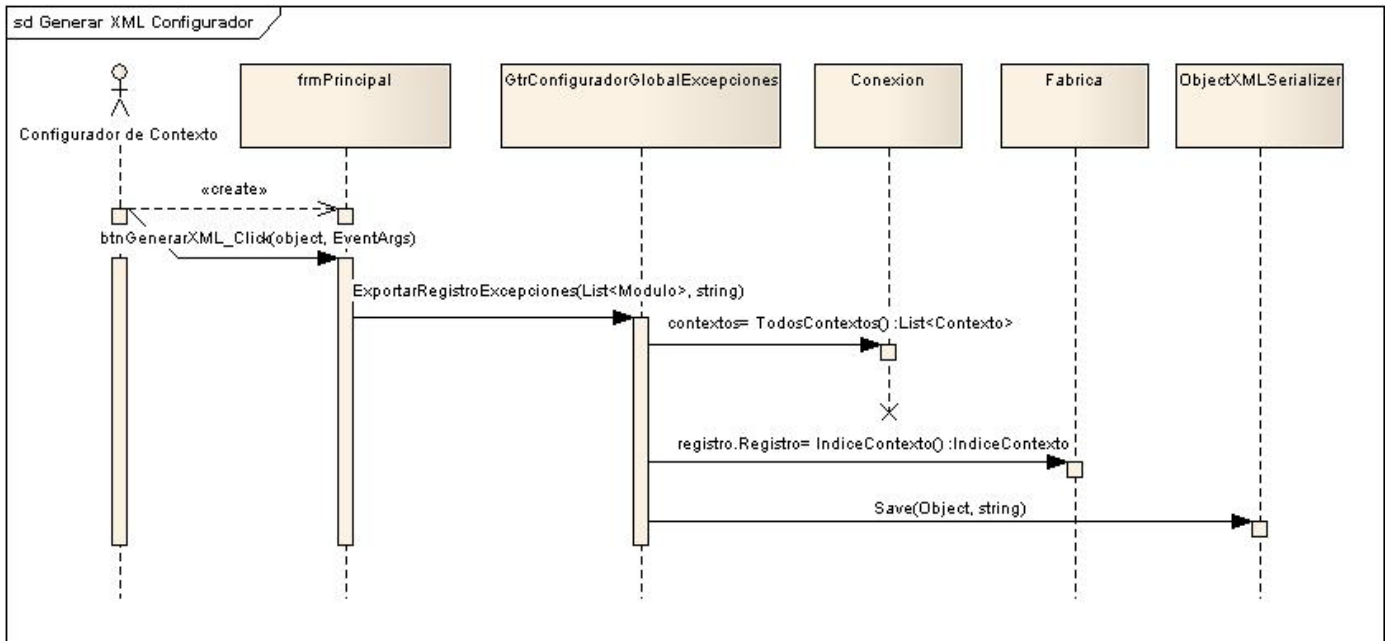 sd Generar XML Configurador
Configurador de Contexto
frmPrincipal
GtrConfiguradorGlobalExcepciones
Conexion
Fabrica
ObjectXMLSerializer
«create»
btnGenerarXML_Click(object, EventArgs)
ExportarRegistroExcepciones(List<Modulo>, string)
contextos= TodosContextos() :List<Contexto>
registro.Registro= IndiceContexto() :IndiceContexto
Save(Object, string)